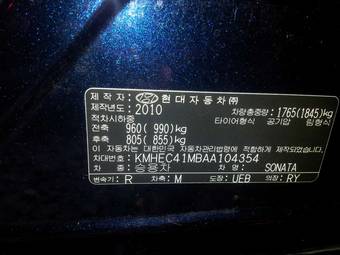 제 작 자: 현대자동차㈜
제작년도: 2010 차량총중량: 1765(1845)kg
적차시하중 타이어형식 공기압 림형식
전축 960( 990)kg
후축 805( 855)kg
이 자동차는 대한민국 자동차관리법령에 적합하게 제작되었음.
차대번호: KMHEC41MBAA104354
차 종: 승용차 차 명: SONATA
변속기: R 차축: M 도장: UEB 의장: RY